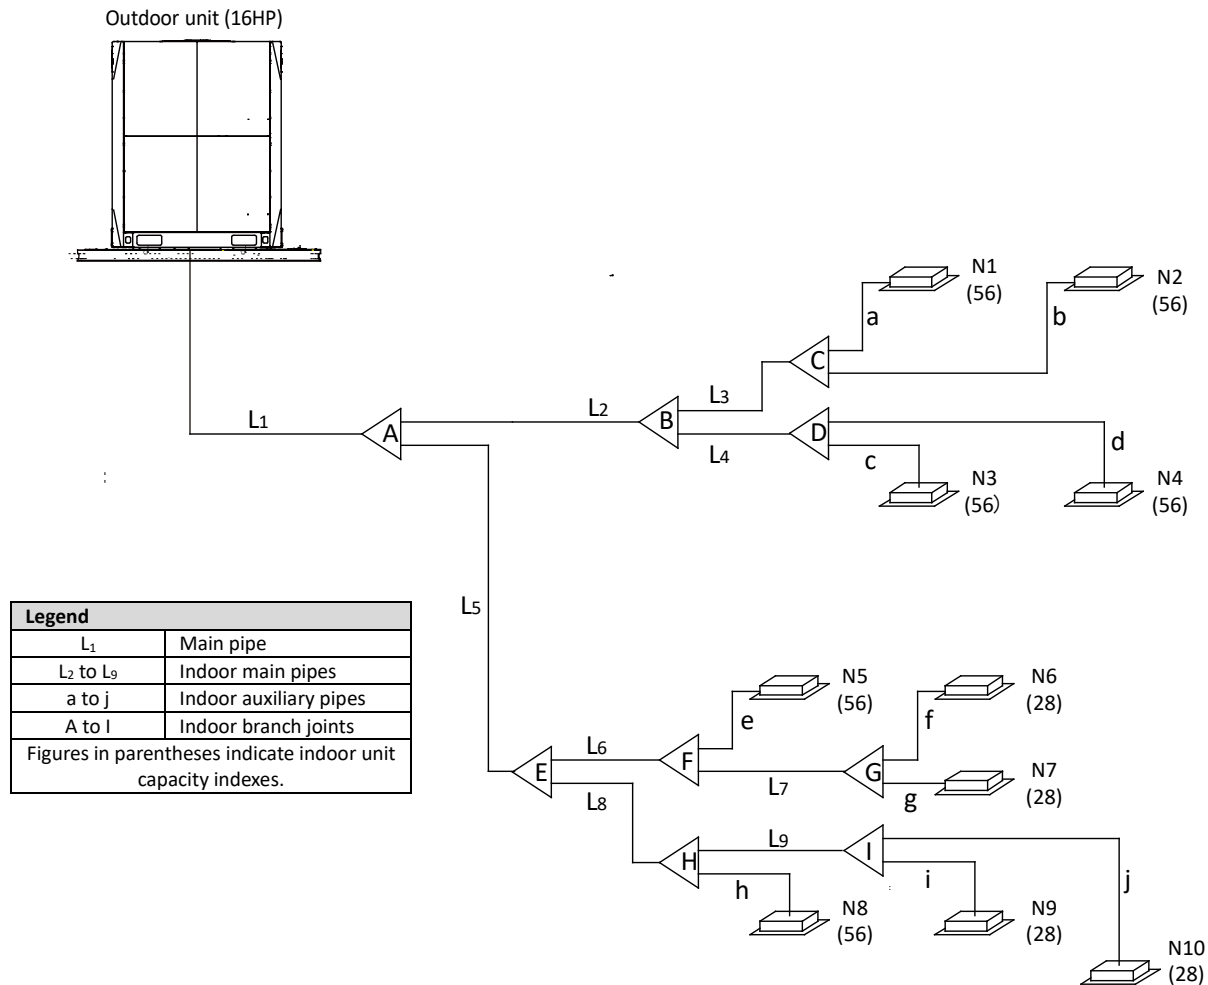 Outdoor unit (16HP)
N1
(56)
N2
(56)
a
b
C
L3
L2
B
L1
A
L4
D
d
c
N3
(56）
N4
(56)
L5
Legend
L1 Main pipe
L2 to L9 Indoor main pipes
a to j Indoor auxiliary pipes
A to I Indoor branch joints
Figures in parentheses indicate indoor unit
capacity indexes.
N5
(56)
N6
(28)
e
f
L6
F
E
L7
G
N7
(28)
g
L8
L9
I
H
h
i
j
N8
(56)
N9
(28)
N10
(28)